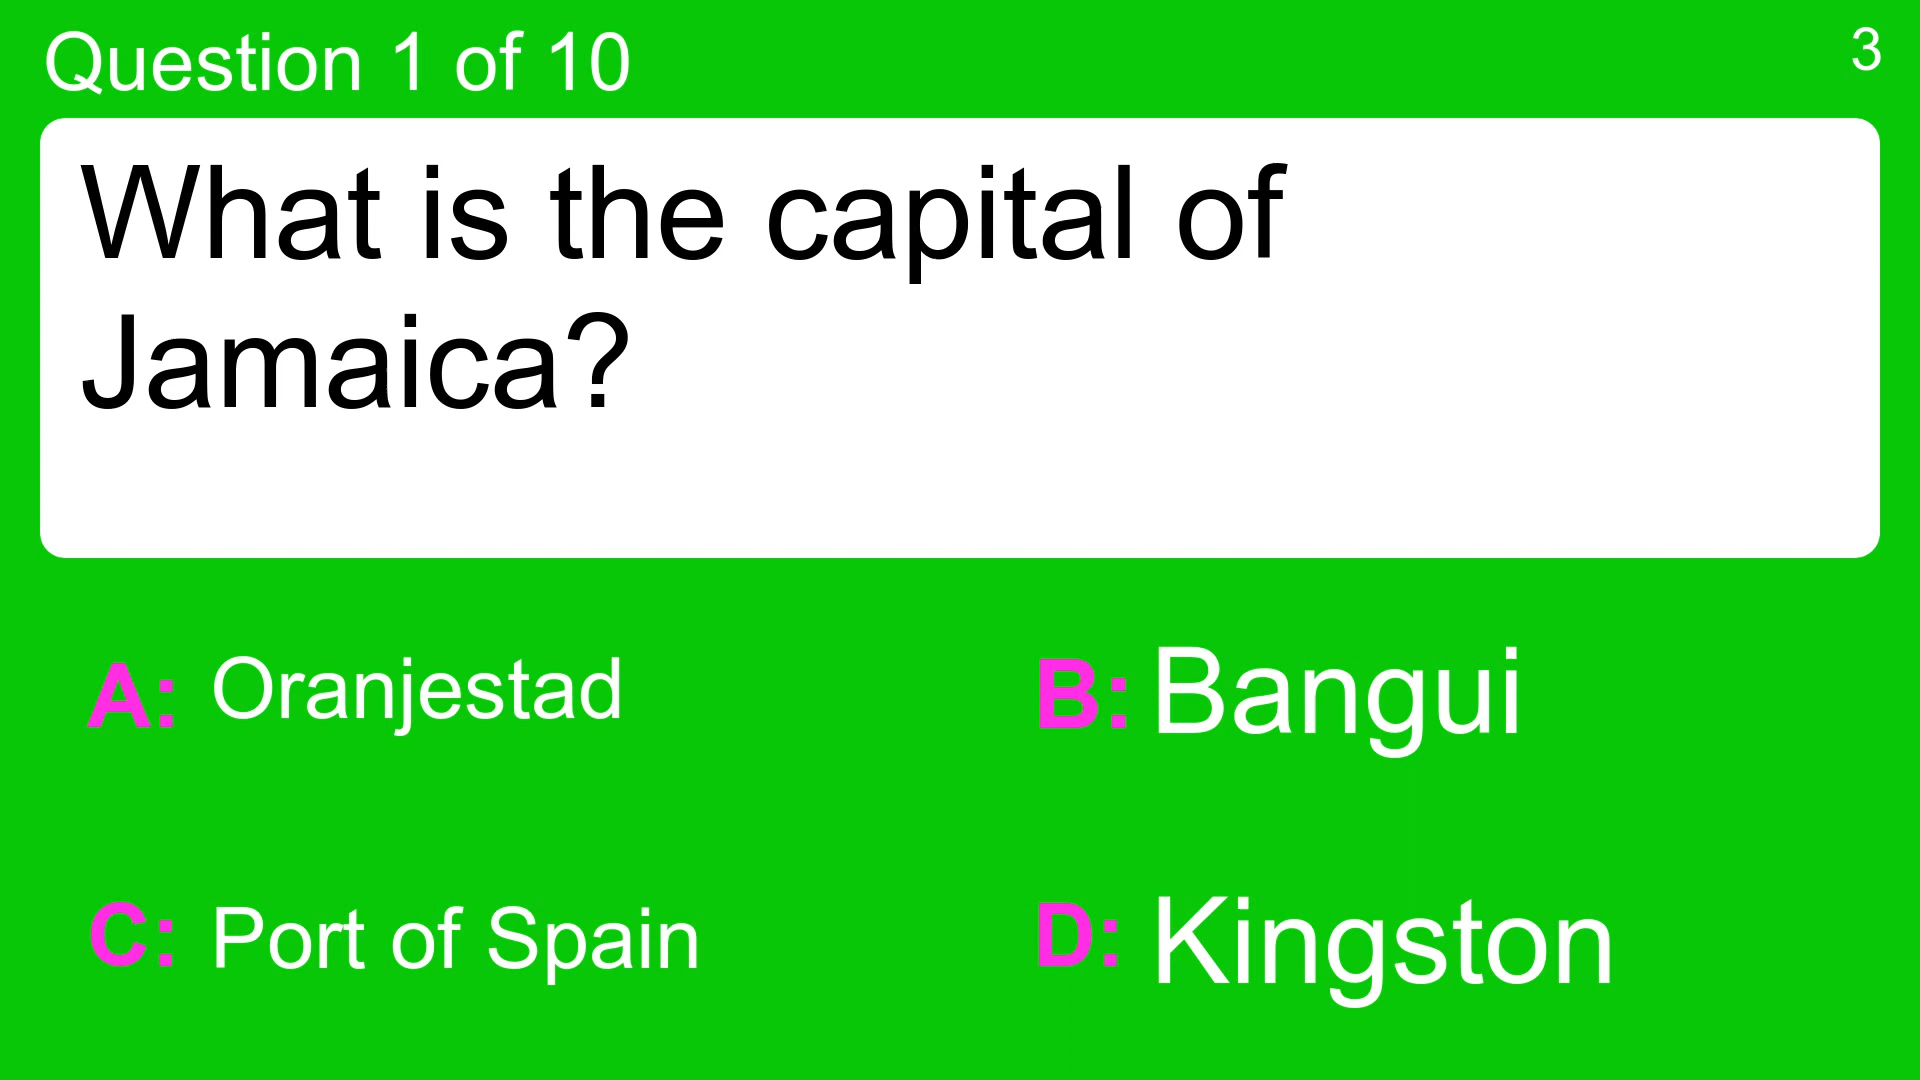 Question 1 of 10
3
What is the capital of
Jamaica?
A: Oranjestad
B: Bangui
C: Port of Spain
D: Kingston